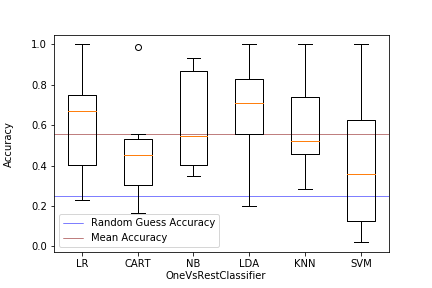 1.0
0.8
0.6
0.4
0.2
0.0
Accuracy
Random Guess Accuracy
Mean Accuracy
LR CART NB LDA KNN SVM
OneVsRestClassifier